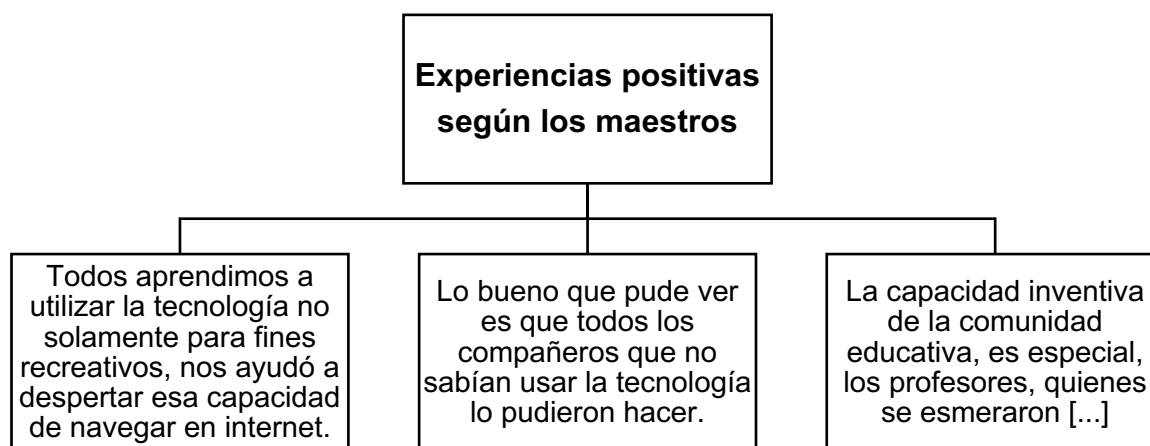 Experiencias positivas
según los maestros
Todos aprendimos a
utilizar la tecnología no
solamente para fines
recreativos, nos ayudó a
despertar esa capacidad
de navegar en internet.
Lo bueno que pude ver
es que todos los
compañeros que no
sabían usar la tecnología
lo pudieron hacer.
La capacidad inventiva
de la comunidad
educativa, es especial,
los profesores, quienes
se esmeraron [...]